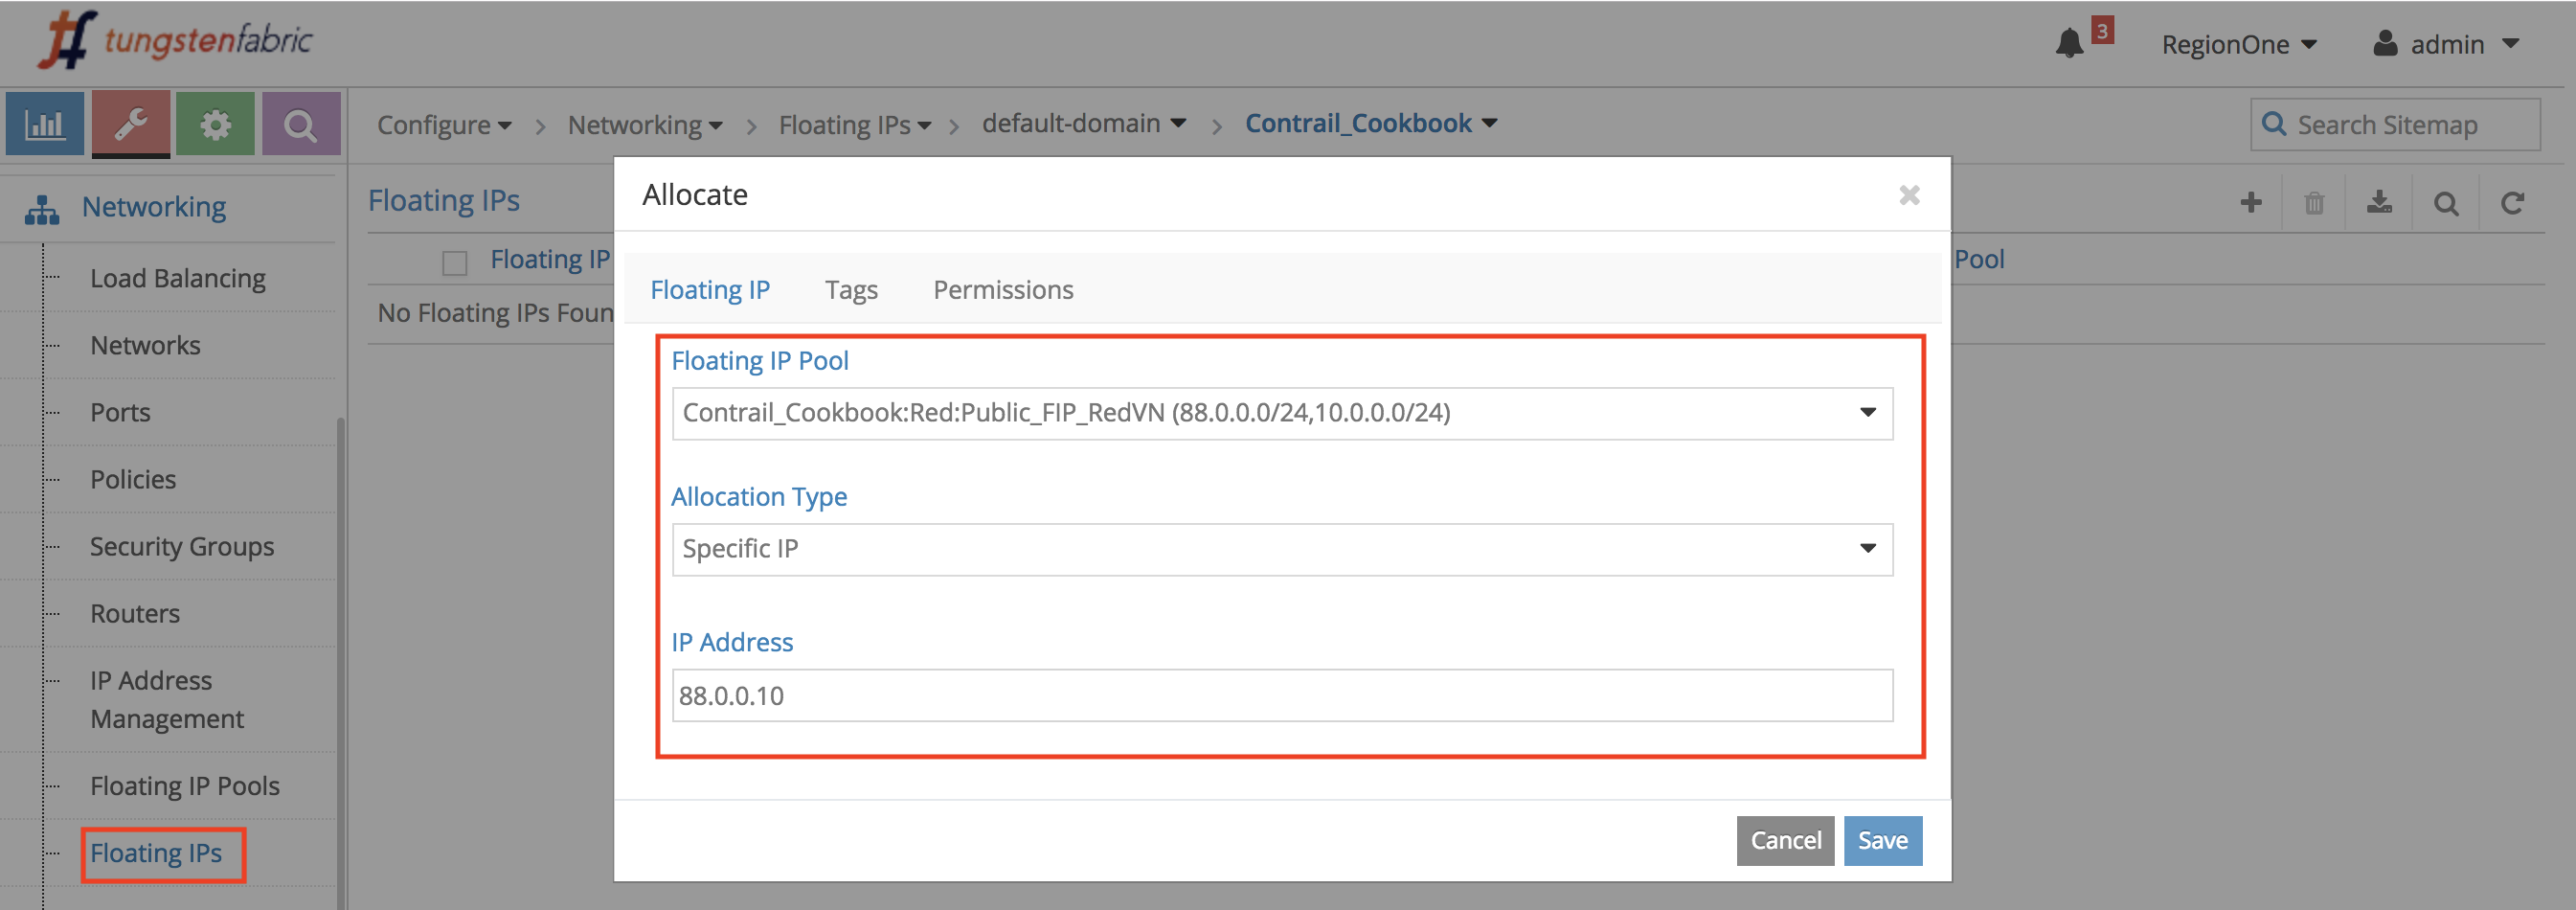 tungstenfabric
3
RegionOne
admin
Configure
Networking
Floating IPs
default-domain
Contrail_Cookbook
Search Sitemap
Networking
Load Balancing
Networks
Ports
Policies
Security Groups
Routers
IP Address
Management
Floating IP Pools
Floating IPs
Floating IPs
Floating IP
Pool
No Floating IPs Foun
Allocate
Floating IP
Tags
Permissions
Floating IP Pool
Contrail_Cookbook:Red:Public_FIP_RedVN (88.0.0.0/24,10.0.0.0/24)
Allocation Type
Specific IP
IP Address
88.0.0.10
Cancel
Save